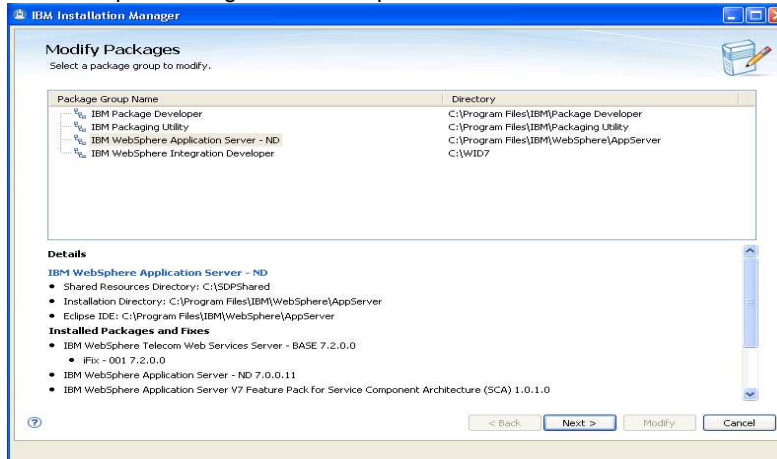 IBM Installation Manager
Modify Packages
Select a package group to modify.
Package Group Name Directory
IBM Package Developer C:\Program Files\IBM\Package Developer
IBM Packaging Utility C:\Program Files\IBM\Packaging Utility
IBM WebSphere Application Server - ND C:\Program Files\IBM\WebSphere\AppServer
IBM WebSphere Integration Developer C:\WID7
Details
IBM WebSphere Application Server - ND
• Shared Resources Directory: C:\SDPShared
• Installation Directory: C:\Program Files\IBM\WebSphere\AppServer
• Eclipse IDE: C:\Program Files\IBM\WebSphere\AppServer
Installed Packages and Fixes
• IBM WebSphere Telecom Web Services Server - BASE 7.2.0.0
• iFix - 001 7.2.0.0
• IBM WebSphere Application Server - ND 7.0.0.11
• IBM WebSphere Application Server V7 Feature Pack for Service Component Architecture (SCA) 1.0.1.0
? < Back Next > Modify Cancel